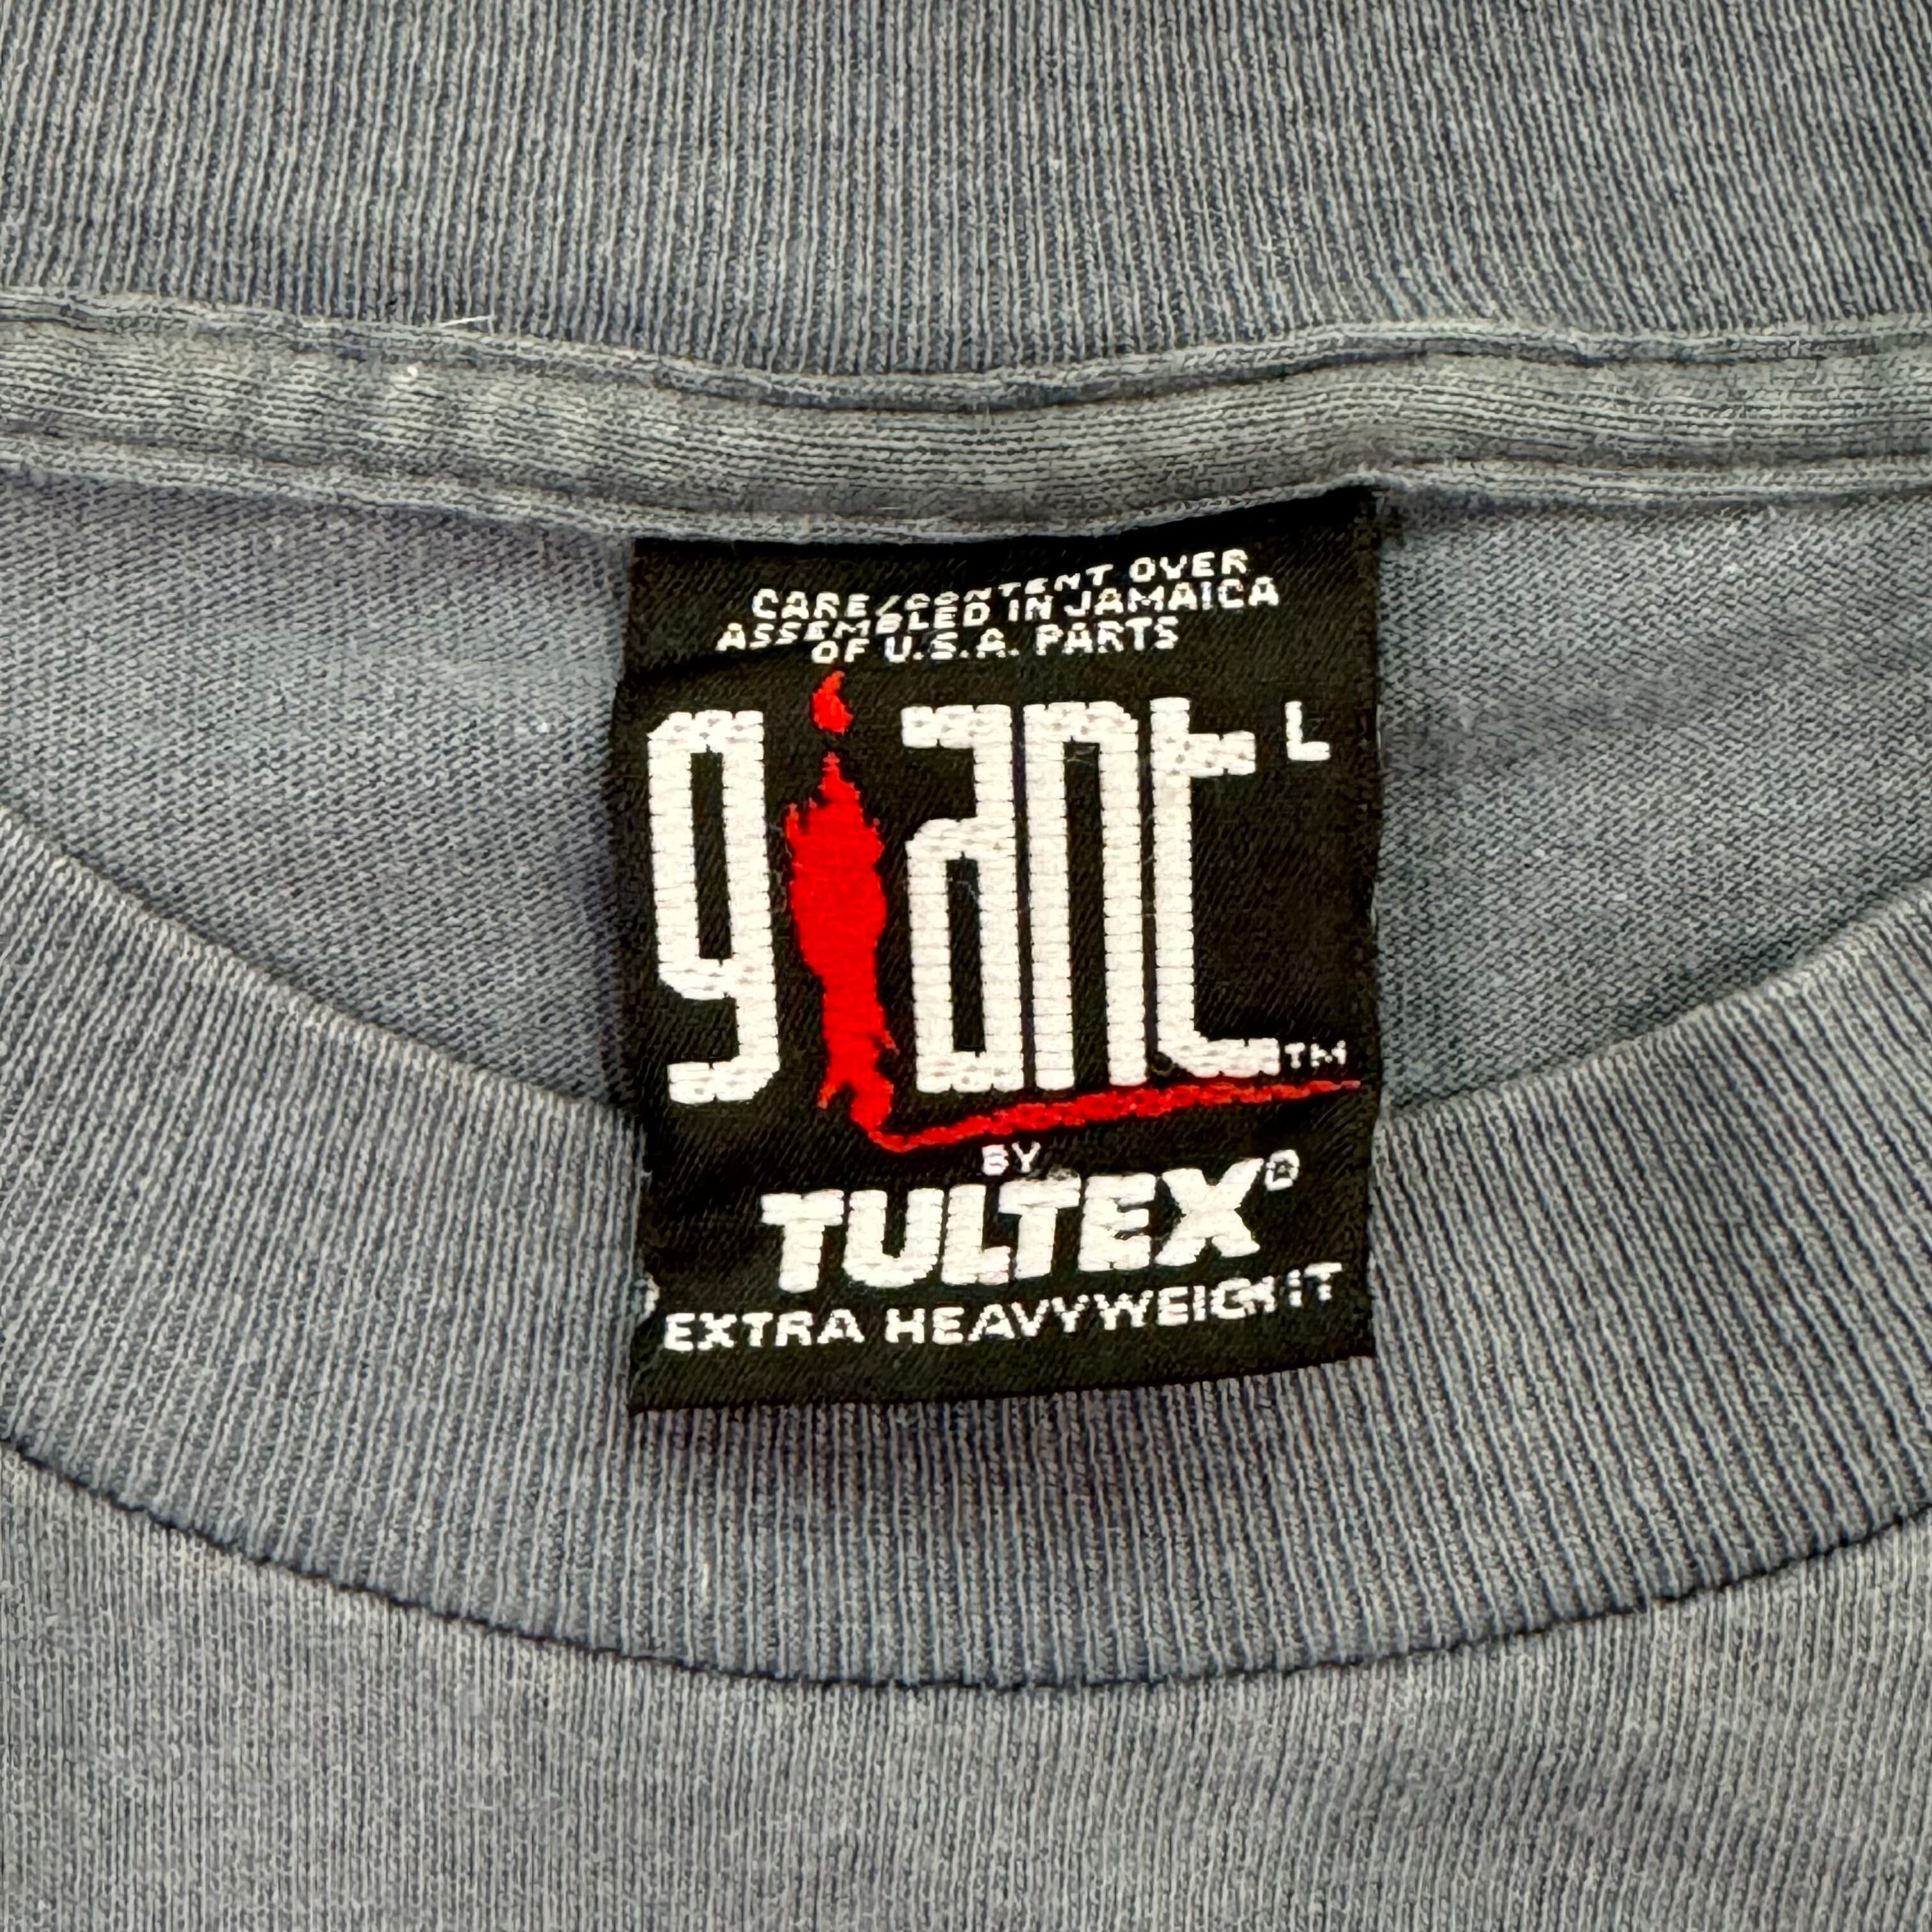 CARE/CONTENT OVER
ASSEMBLED IN JAMAICA
OF U.S.A. PARTS
giant L
TM
BY
TULTEX®
EXTRA HEAVYWEIGHT